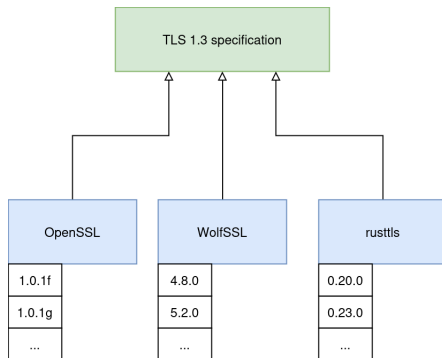 TLS 1.3 specification
OpenSSL
WolfSSL
rusttls
1.0.1f
4.8.0
0.20.0
1.0.1g
5.2.0
0.23.0
...
...
...